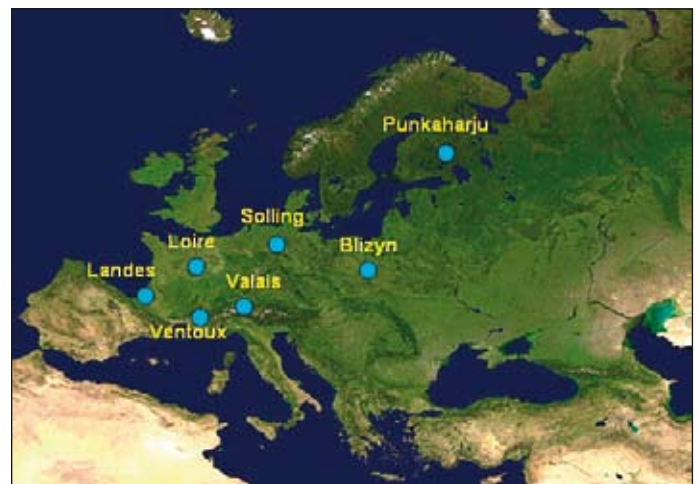 Punkaharju
Solling
Loire
Blizyn
Landes
Valais
Ventoux